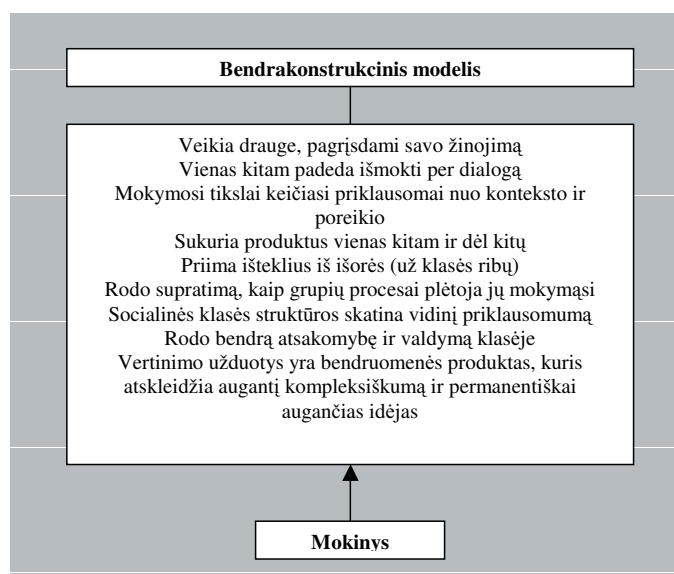 Bendrakonstrukcinis modelis
Veikia drauge, pagrįsdami savo žinojimą
Vienas kitam padeda išmokti per dialogą
Mokymosi tikslai keičiasi priklausomai nuo konteksto ir
poreikio
Sukuria produktus vienas kitam ir dėl kitų
Priima išteklius iš išorės (už klasės ribų)
Rodo supratimą, kaip grupių procesai plėtoja jų mokymąsi
Socialinės klasės struktūros skatina vidinį priklausomumą
Rodo bendrą atsakomybę ir valdymą klasėje
Vertinimo užduotys yra bendruomenės produktas, kuris
atskleidžia augantį kompleksiškumą ir permanentiškai
augančias idėjas
Mokinys